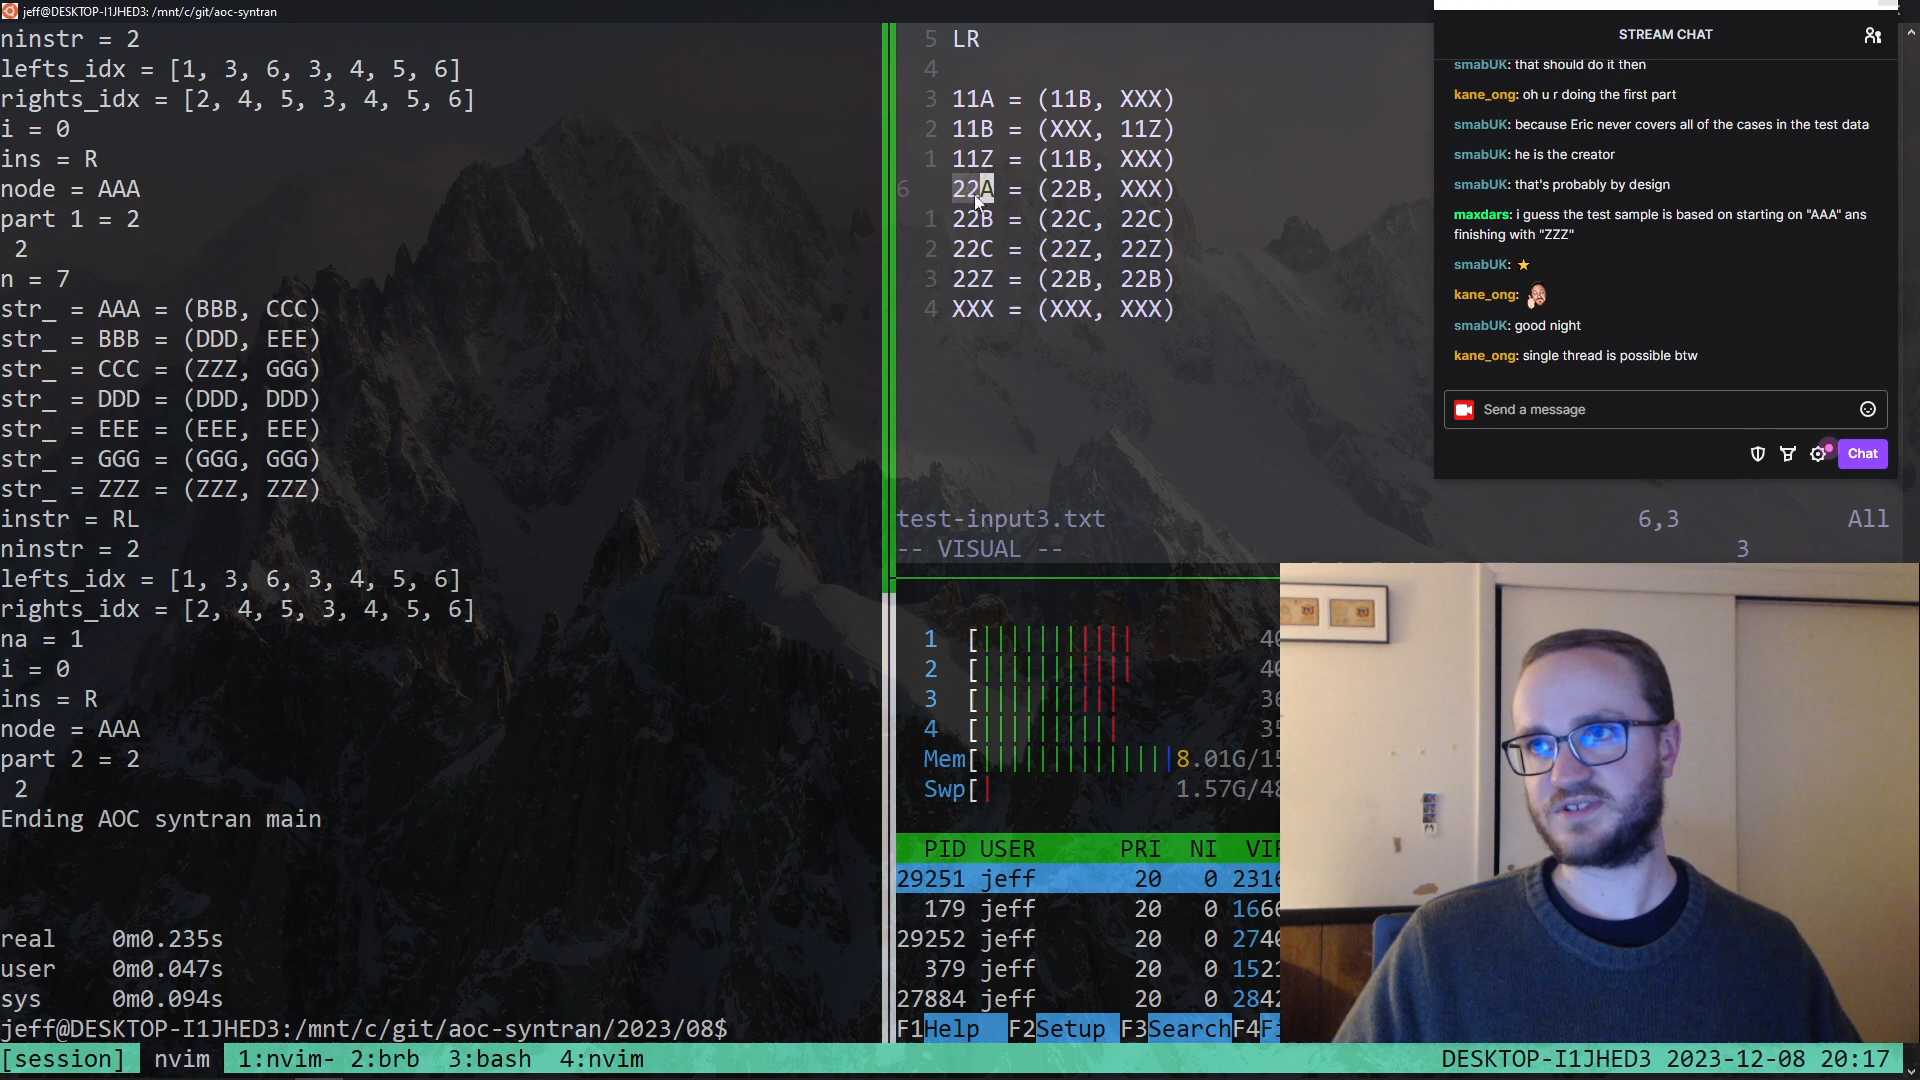 jeff@DESKTOP-I1JHED3: /mnt/c/git/aoc-syntran
ninstr = 2
lefts_idx = [1, 3, 6, 3, 4, 5, 6]
rights_idx = [2, 4, 5, 3, 4, 5, 6]
i = 0
ins = R
node = AAA
part 1 = 2
2
n = 7
str_ = AAA = (BBB, CCC)
str_ = BBB = (DDD, EEE)
str_ = CCC = (ZZZ, GGG)
str_ = DDD = (DDD, DDD)
str_ = EEE = (EEE, EEE)
str_ = GGG = (GGG, GGG)
str_ = ZZZ = (ZZZ, ZZZ)
instr = RL
ninstr = 2
lefts_idx = [1, 3, 6, 3, 4, 5, 6]
rights_idx = [2, 4, 5, 3, 4, 5, 6]
na = 1
i = 0
ins = R
node = AAA
part 2 = 2
2
Ending AOC syntran main
real 0m0.235s
user 0m0.047s
sys 0m0.094s
jeff@DESKTOP-I1JHED3:/mnt/c/git/aoc-syntran/2023/08$
5 LR
4
3 11A = (11B, XXX)
2 11B = (XXX, 11Z)
1 11Z = (11B, XXX)
6 22A = (22B, XXX)
1 22B = (22C, 22C)
2 22C = (22Z, 22Z)
3 22Z = (22B, 22B)
4 XXX = (XXX, XXX)
test-input3.txt 6,3 All
-- VISUAL -- 3
1 [||||||||||| 40
2 [||||||||||| 40
3 [|||||||||| 36
4 [|||||||||| 35
Mem[||||||||||||||8.01G/15
Swp[| 1.57G/48
PID USER PRI NI VIR
29251 jeff 20 0 2316
179 jeff 20 0 1666
29252 jeff 20 0 2740
379 jeff 20 0 1521
27884 jeff 20 0 2842
F1Help F2Setup F3SearchF4Fi
STREAM CHAT
smabUK: that should do it then
kane_ong: oh u r doing the first part
smabUK: because Eric never covers all of the cases in the test data
smabUK: he is the creator
smabUK: that's probably by design
maxdars: i guess the test sample is based on starting on "AAA" ans
finishing with "ZZZ"
smabUK:
kane_ong:
smabUK: good night
kane_ong: single thread is possible btw
Send a message
Chat
[session] nvim 1:nvim- 2:brb 3:bash 4:nvim DESKTOP-I1JHED3 2023-12-08 20:17